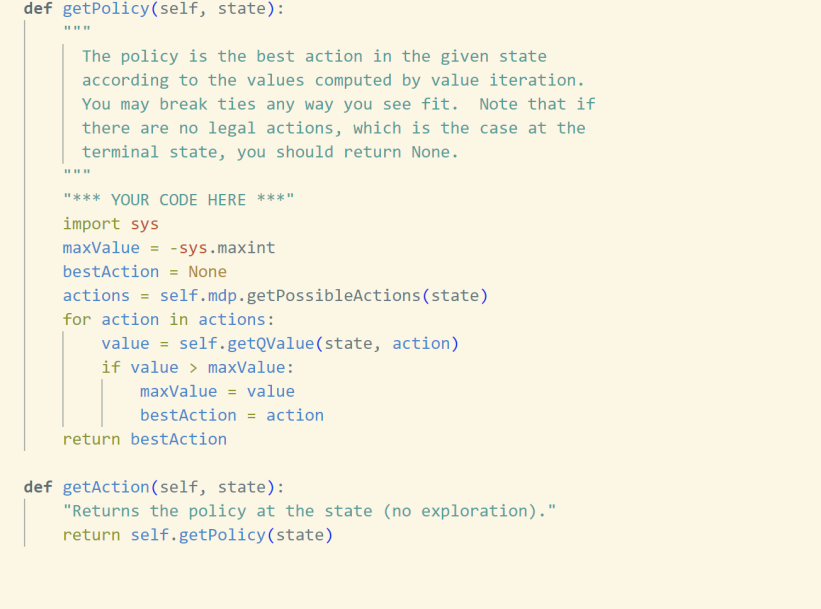 def getPolicy(self, state):
"""
The policy is the best action in the given state
according to the values computed by value iteration.
You may break ties any way you see fit.  Note that if
there are no legal actions, which is the case at the
terminal state, you should return None.
"""
"*** YOUR CODE HERE ***"
import sys
maxValue = -sys.maxint
bestAction = None
actions = self.mdp.getPossibleActions(state)
for action in actions:
value = self.getQValue(state, action)
if value > maxValue:
maxValue = value
bestAction = action
return bestAction
def getAction(self, state):
"Returns the policy at the state (no exploration)."
return self.getPolicy(state)